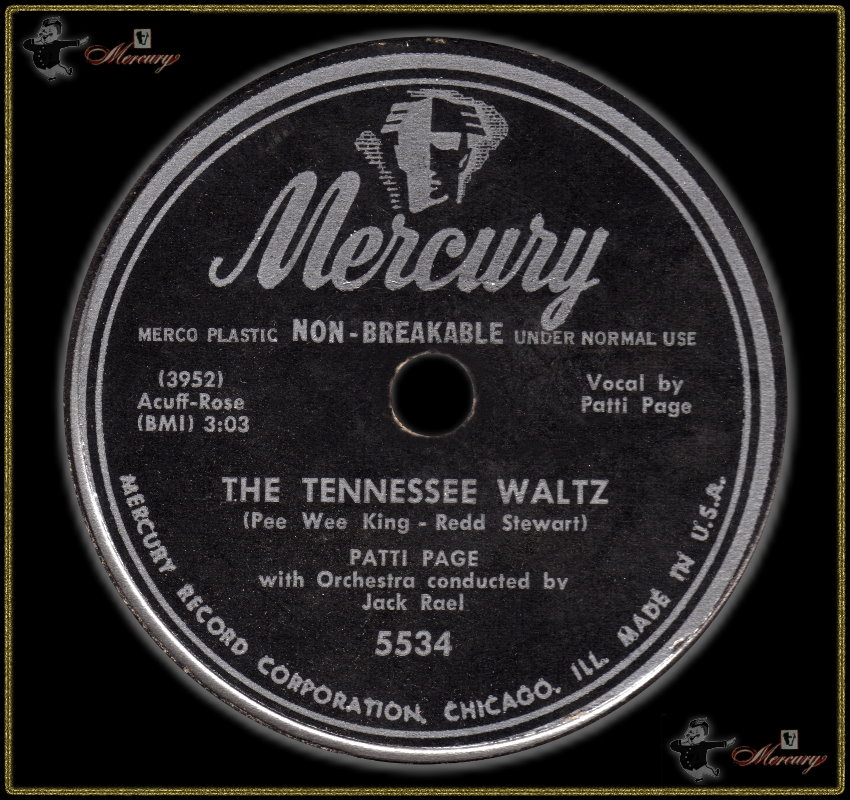 Mercury
Mercury
MERCO PLASTIC NON-BREAKABLE UNDER NORMAL USE
(3952)
Acuff-Rose
(BMI) 3:03
Vocal by
Patti Page
THE TENNESSEE WALTZ
(Pee Wee King - Redd Stewart)
PATTI PAGE
with Orchestra conducted by
Jack Rael
5534
MERCURY RECORD CORPORATION, CHICAGO, ILL. MADE IN U.S.A.
Mercury